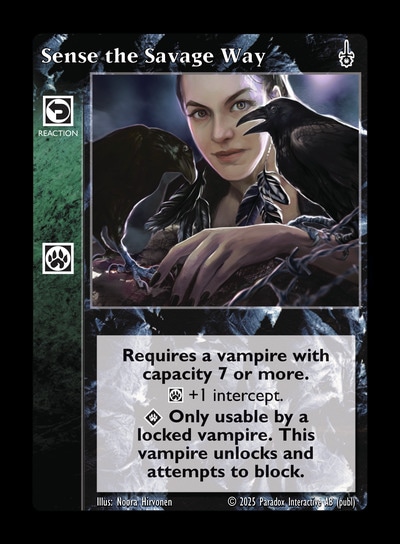 Sense the Savage Way
REACTION
Requires a vampire with
capacity 7 or more.
+1 intercept.
Only usable by a
locked vampire. This
vampire unlocks and
attempts to block.
Illus: Noora Hirvonen
© 2025 Paradox Interactive AB (publ)